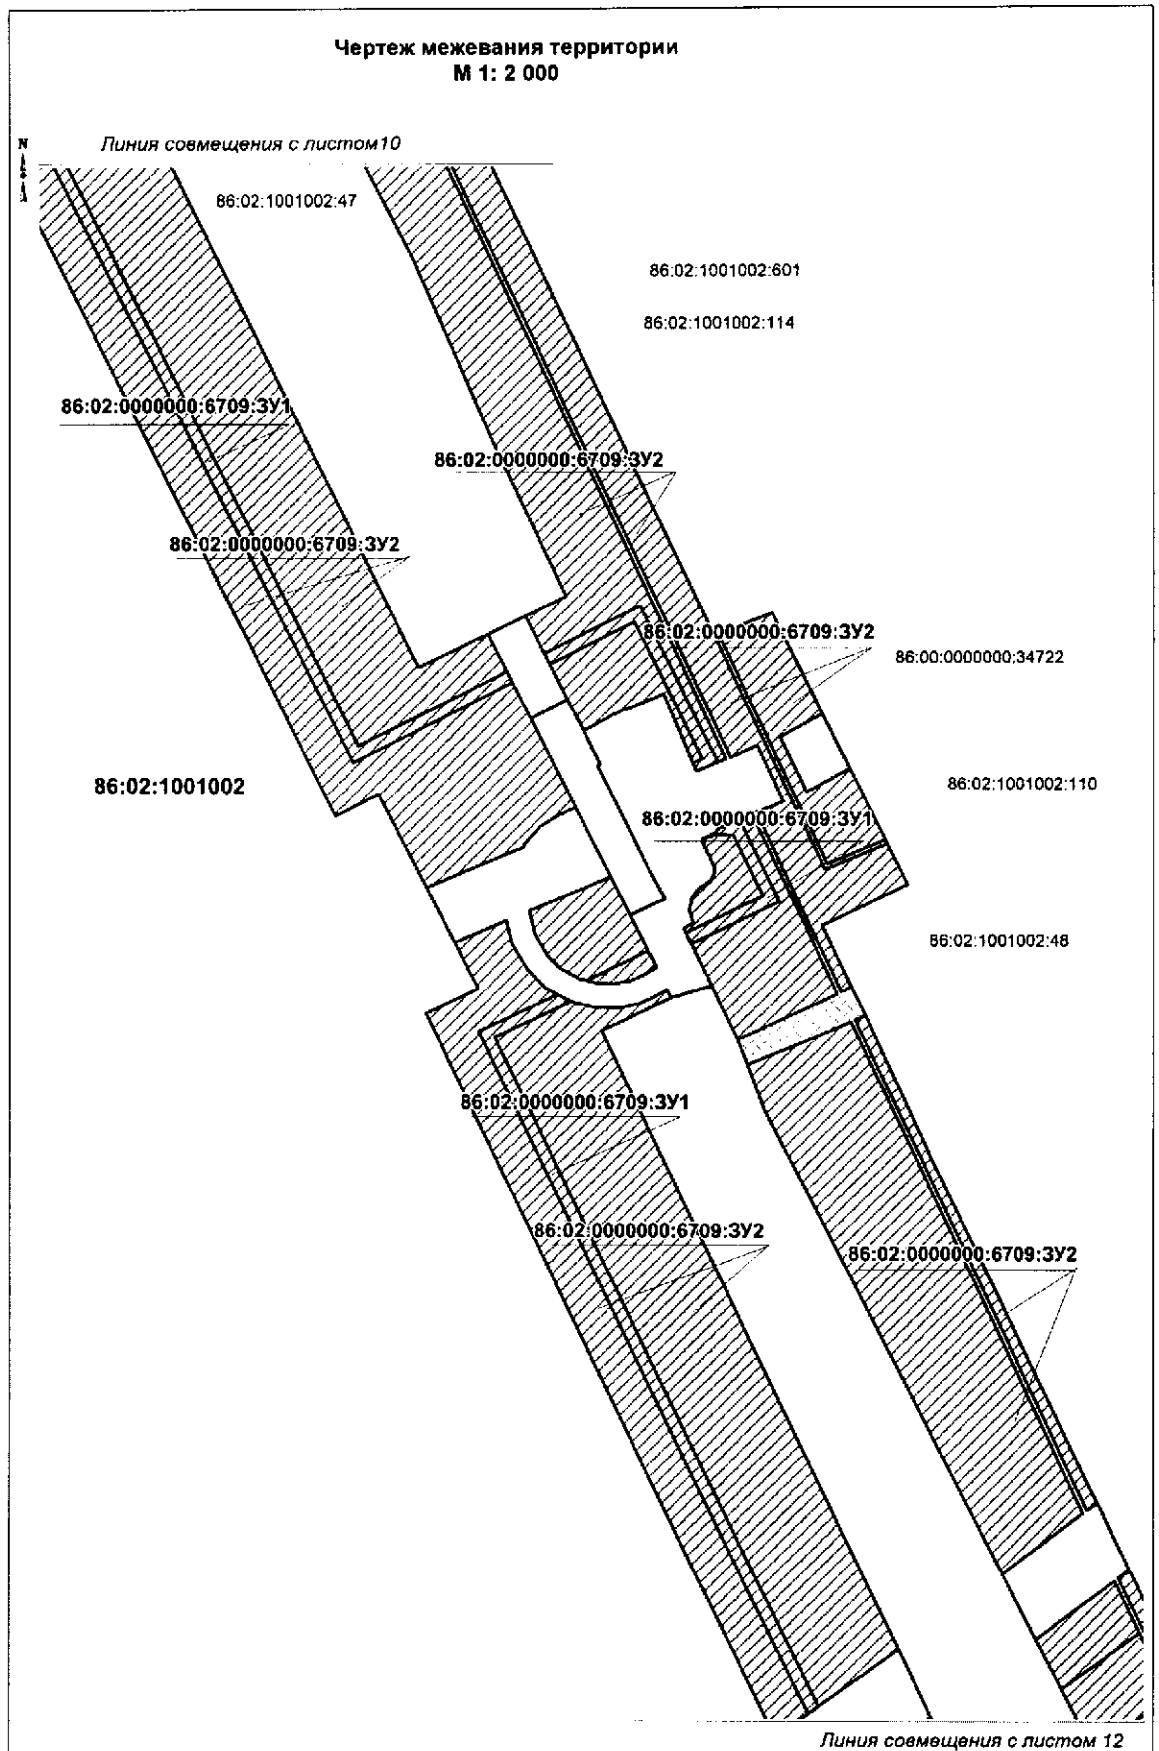 Чертеж межевания территории
М 1: 2 000
N
Линия совмещения с листом10
86:02:1001002:47
86:02:1001002:601
86:02:1001002:114
86:02:0000000:6709:ЗУ1
86:02:0000000:6709:ЗУ2
86:02:0000000:6709:ЗУ2
86:02:0000000:6709:ЗУ2
86:00:0000000:34722
86:02:1001002
86:02:1001002:110
86:02:0000000:6709:ЗУ1
86:02:1001002:48
86:02:0000000:6709:ЗУ1
86:02:0000000:6709:ЗУ2
86:02:0000000:6709:ЗУ2
Линия совмещения с листом 12